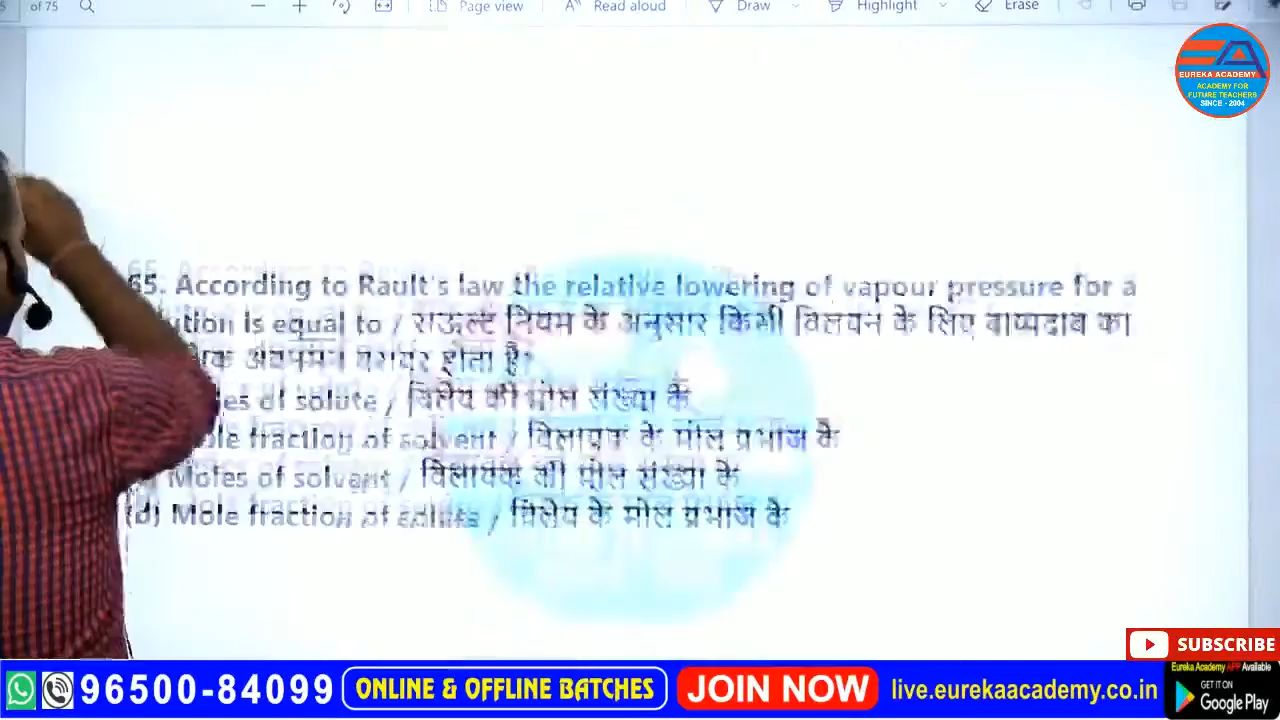 of 75 Page view Read aloud Draw Highlight Erase
EUREKA ACADEMY
ACADEMY FOR
FUTURE TEACHERS
SINCE - 2004
65. According to Rault's law the relative lowering of vapour pressure for a
ution is equal to / राऊल्ट नियम के अनुसार किसी विलयन के लिए वाष्पदाब का
अवनमन बराबर होता है?
es of solute / विलेय की मोल संख्या के
ole fraction of solvent / विलायक के मोल प्रभाज के
Moles of solvent / विलायक की मोल संख्या के
(d) Mole fraction of solute / विलेय के मोल प्रभाज के
SUBSCRIBE
96500-84099 ONLINE & OFFLINE BATCHES JOIN NOW live.eurekaacademy.co.in
Eureka Academy APP Available
GET IT ON
Google Play